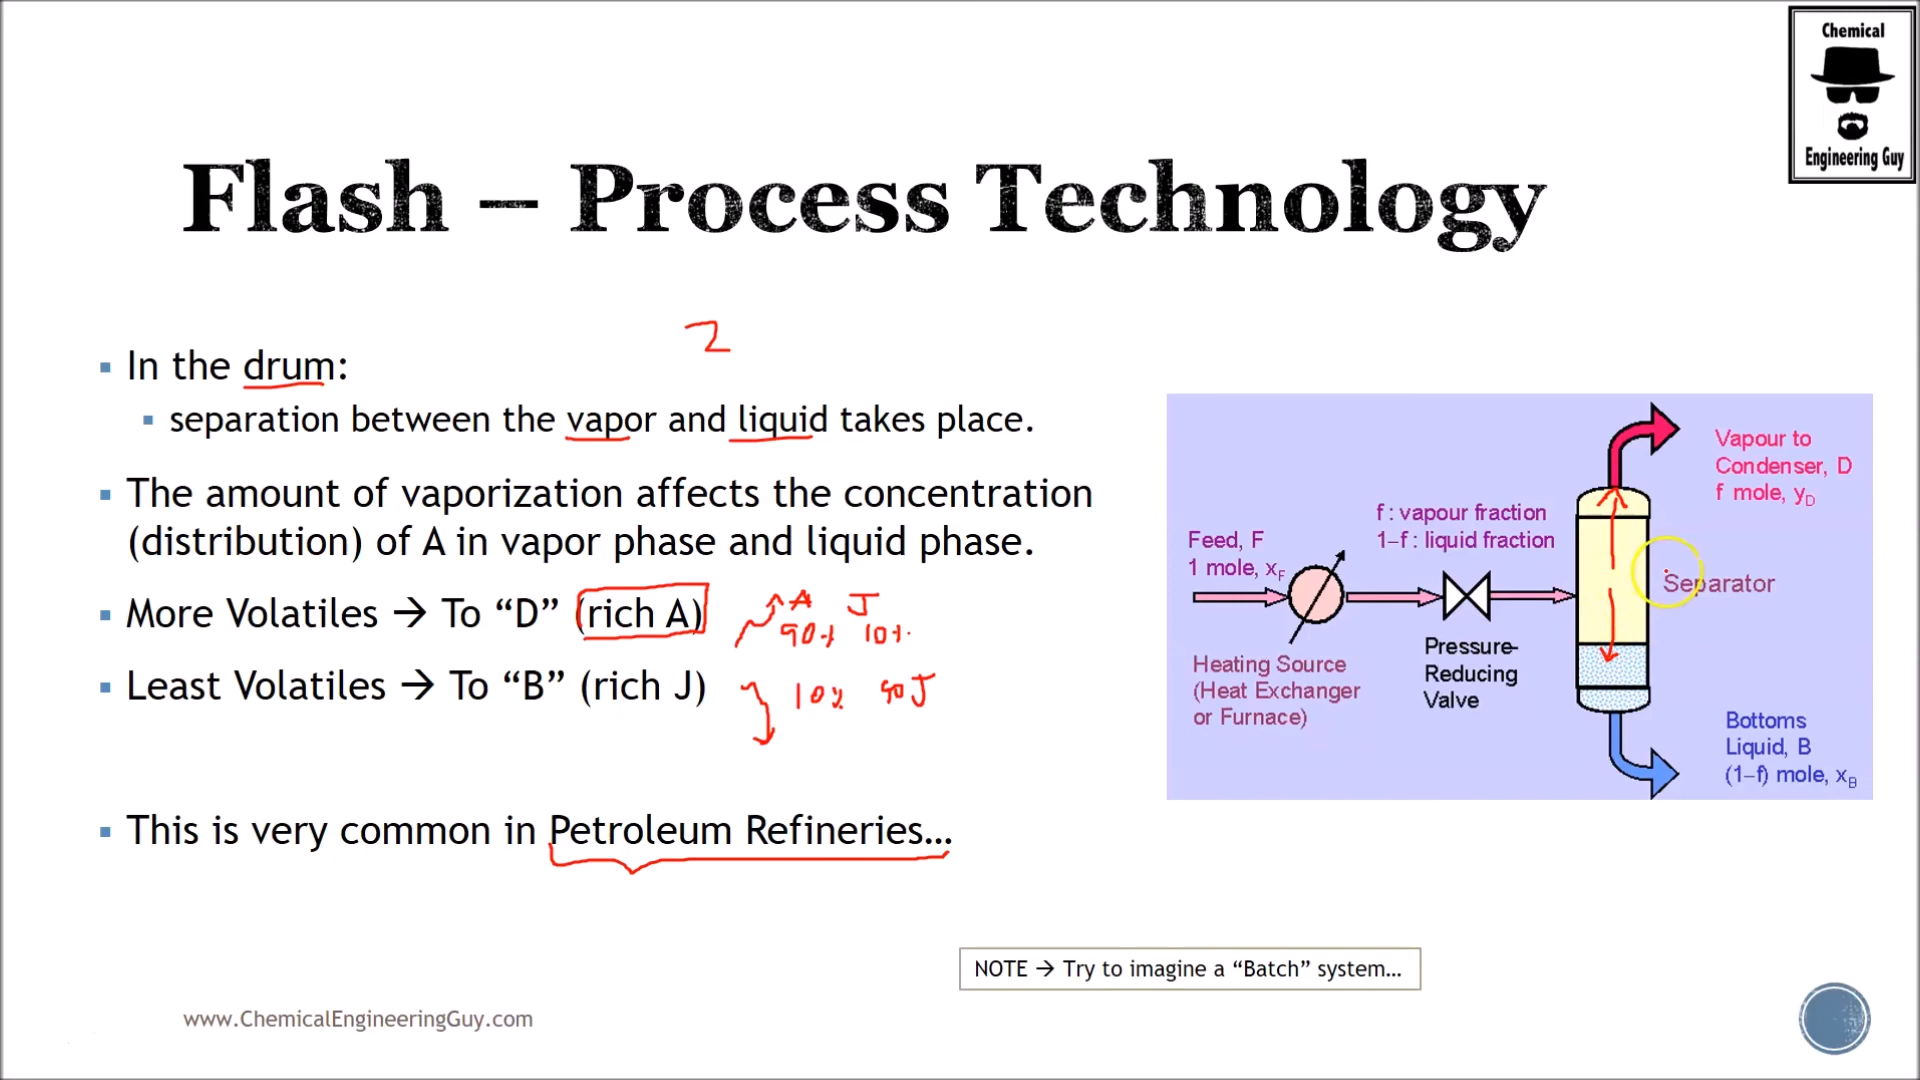 Chemical
Engineering Guy
Flash – Process Technology
2
▪ In the drum:
▪ separation between the vapor and liquid takes place.
▪ The amount of vaporization affects the concentration
(distribution) of A in vapor phase and liquid phase.
▪ More Volatiles → To “D” (rich A)
A J
90% 10%
▪ Least Volatiles → To “B” (rich J)
10% 90 J
▪ This is very common in Petroleum Refineries…
Vapour to
Condenser, D
f mole, yD
f : vapour fraction
1–f : liquid fraction
Feed, F
1 mole, xF
Separator
Pressure-
Reducing
Valve
Heating Source
(Heat Exchanger
or Furnace)
Bottoms
Liquid, B
(1–f) mole, xB
NOTE → Try to imagine a “Batch” system…
www.ChemicalEngineeringGuy.com